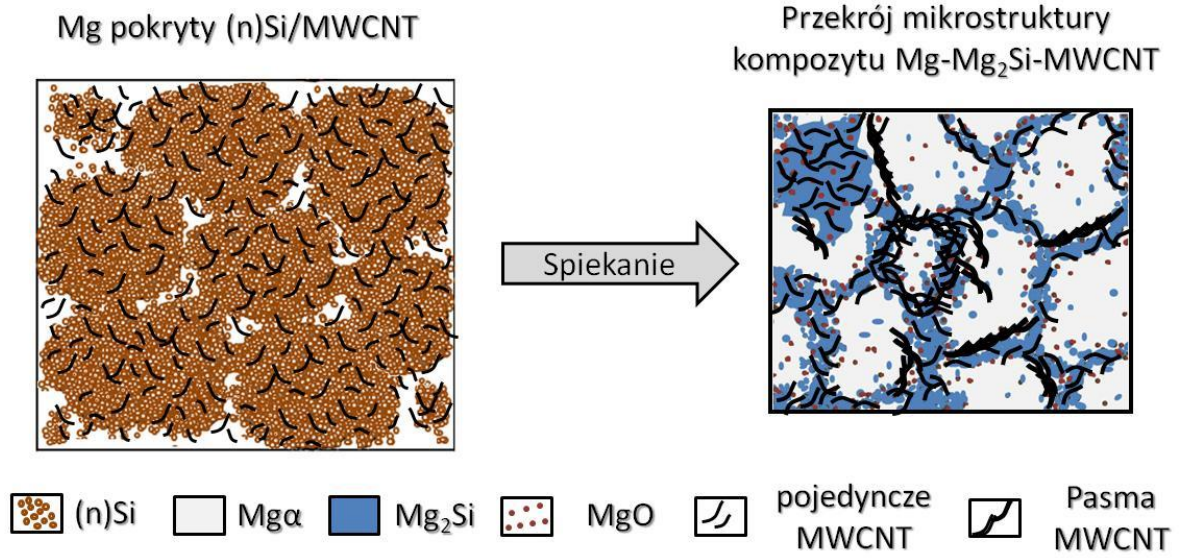 Mg pokryty (n)Si/MWCNT
Przekrój mikrostruktury
kompozytu Mg-Mg₂Si-MWCNT
Spiekanie
(n)Si
Mgα
Mg₂Si
MgO
pojedyncze
MWCNT
Pasma
MWCNT